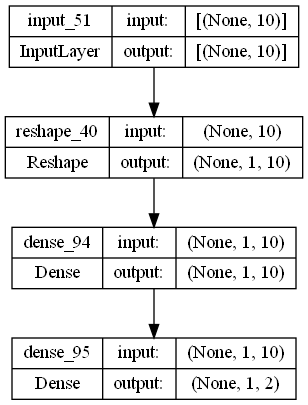 input_51 input: [(None, 10)]
InputLayer output: [(None, 10)]
reshape_40 input: (None, 10)
Reshape output: (None, 1, 10)
dense_94 input: (None, 1, 10)
Dense output: (None, 1, 10)
dense_95 input: (None, 1, 10)
Dense output: (None, 1, 2)